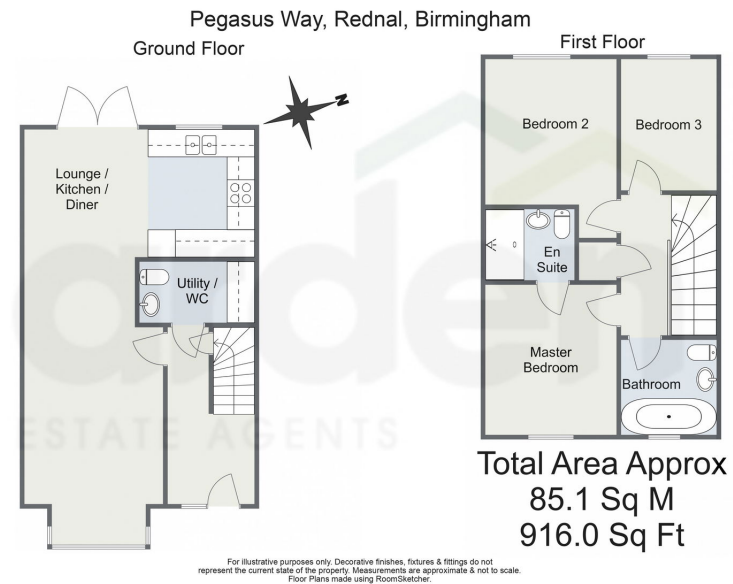 Pegasus Way, Rednal, Birmingham
Ground Floor
First Floor
N
Lounge /
Kitchen /
Diner
Utility /
WC
Bedroom 2
Bedroom 3
En
Suite
Master
Bedroom
Bathroom
arden
ESTATE AGENTS
Total Area Approx
85.1 Sq M
916.0 Sq Ft
For illustrative purposes only. Decorative finishes, fixtures & fittings do not
represent the current state of the property. Measurements are approximate & not to scale.
Floor Plans made using RoomSketcher.